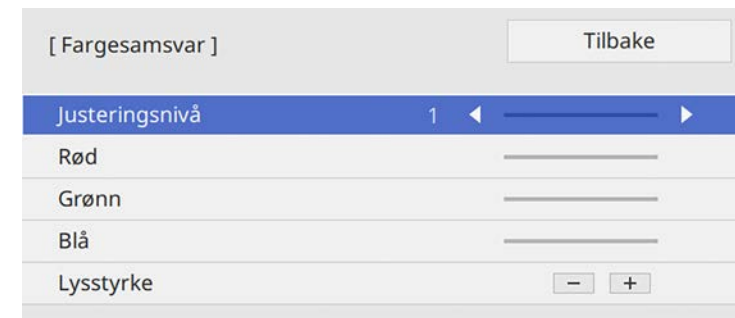 [ Fargesamsvar ] Tilbake
Justeringsnivå 1
Rød
Grønn
Blå
Lysstyrke − +